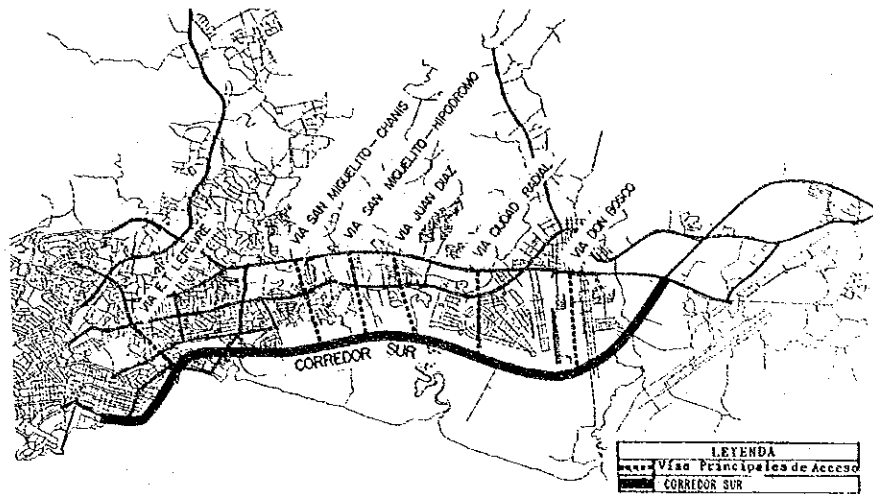 VIA SAN MIGUELITO-CHANIS
VIA SAN MIGUELITO-HIPODROMO
VIA JUAN DIAZ
VIA CIUDAD RADIAL
VIA DON BOSCO
VIA E. LEFEVRE
CORREDOR SUR
LEYENDA
Vías Principales de Acceso
CORREDOR SUR